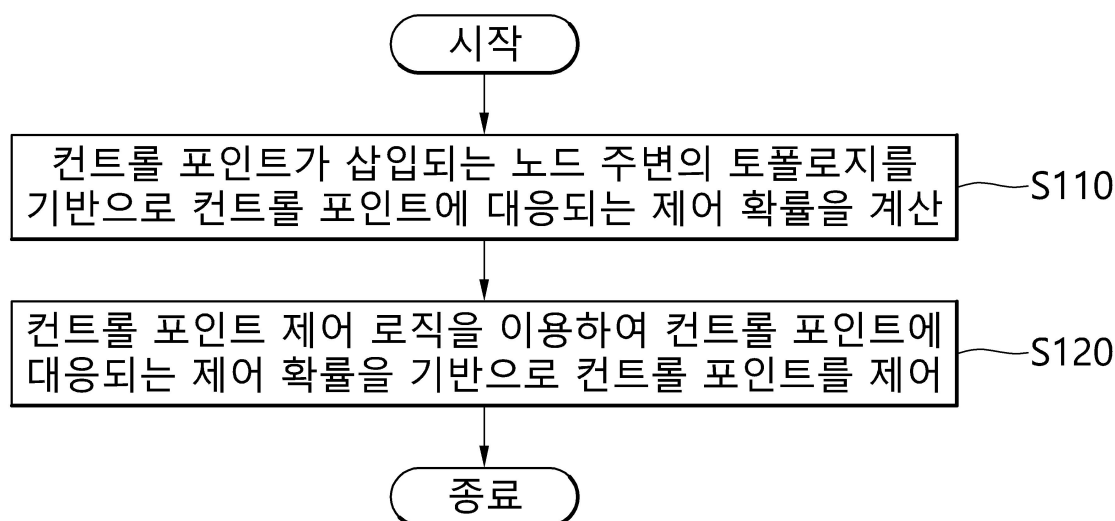 시작
컨트롤 포인트가 삽입되는 노드 주변의 토폴로지를
기반으로 컨트롤 포인트에 대응되는 제어 확률을 계산
S110
컨트롤 포인트 제어 로직을 이용하여 컨트롤 포인트에
대응되는 제어 확률을 기반으로 컨트롤 포인트를 제어
S120
종료